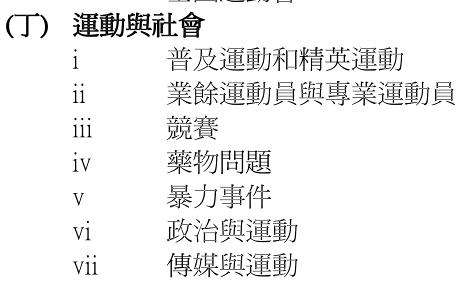 (丁) 運動與社會
i 普及運動和精英運動
ii 業餘運動員與專業運動員
iii 競賽
iv 藥物問題
v 暴力事件
vi 政治與運動
vii 傳媒與運動